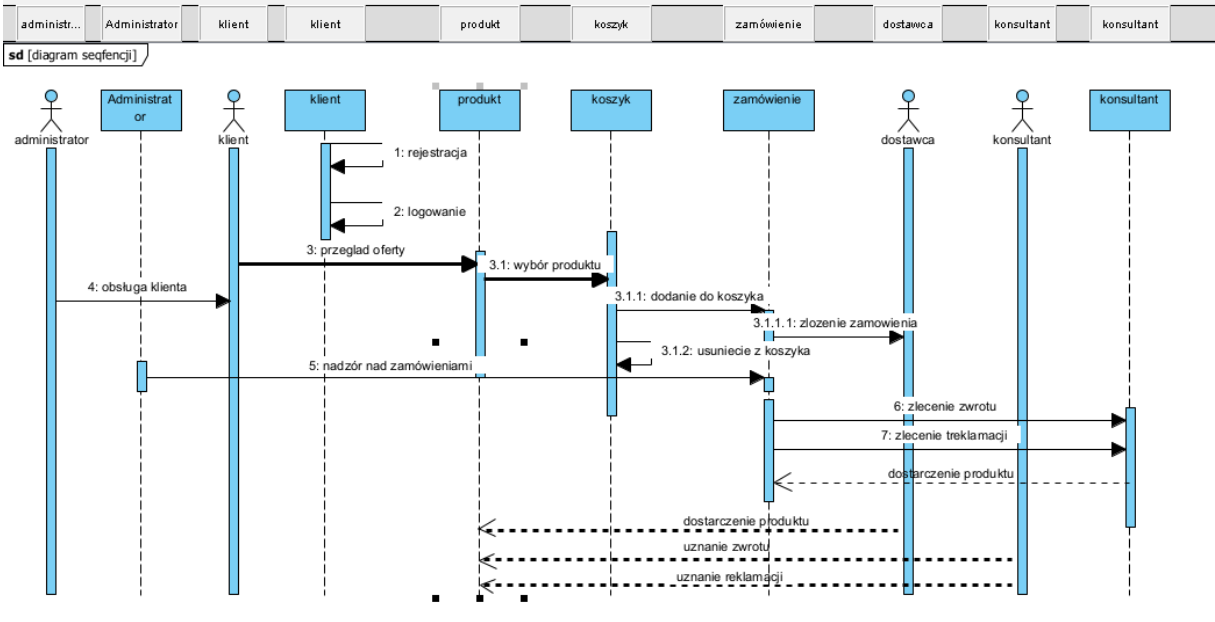 administr...
Administrator
klient
klient
produkt
koszyk
zamówienie
dostawca
konsultant
konsultant
sd [diagram seqfencji]
Administrat
or
klient
produkt
koszyk
zamówienie
konsultant
administrator
klient
dostawca
konsultant
1: rejestracja
2: logowanie
3: przeglad oferty
3.1: wybór produktu
4: obsługa klienta
3.1.1: dodanie do koszyka
3.1.1.1: zlozenie zamowienia
3.1.2: usuniecie z koszyka
5: nadzór nad zamówieniami
6: zlecenie zwrotu
7: zlecenie treklamacji
dostarczenie produktu
dostarczenie produktu
uznanie zwrotu
uznanie reklamacji